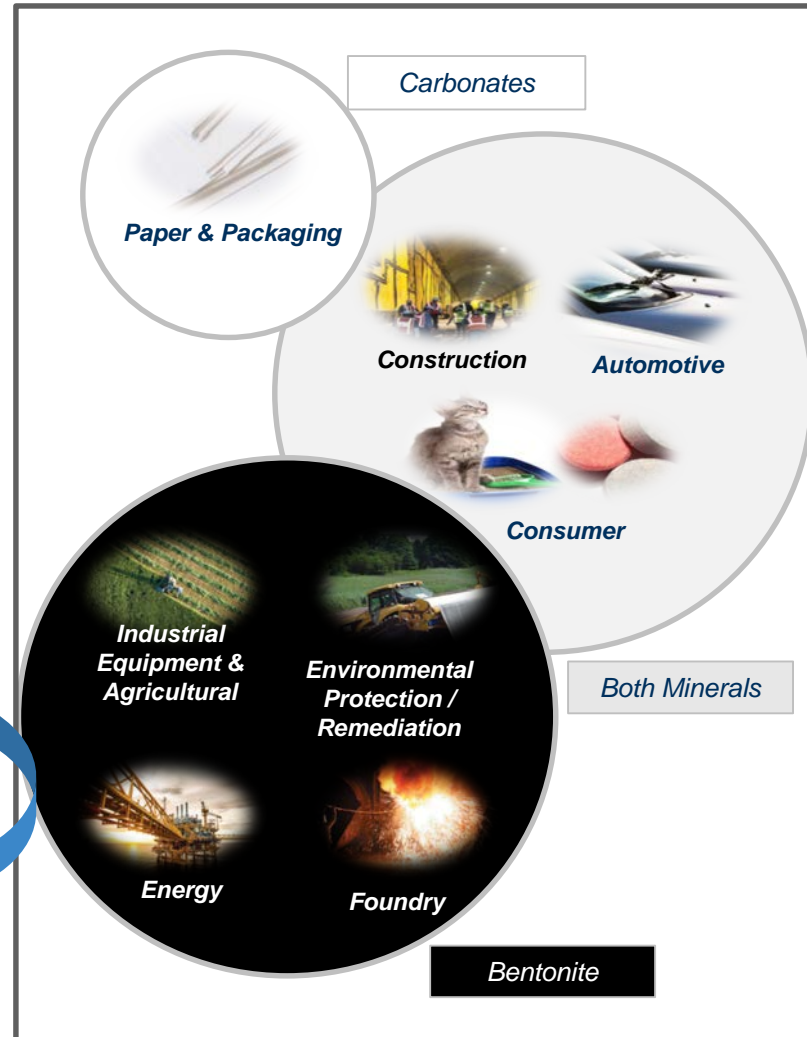 Carbonates
Paper & Packaging
Construction
Automotive
Consumer
Industrial
Equipment &
Agricultural
Environmental
Protection /
Remediation
Both Minerals
Energy
Foundry
Bentonite